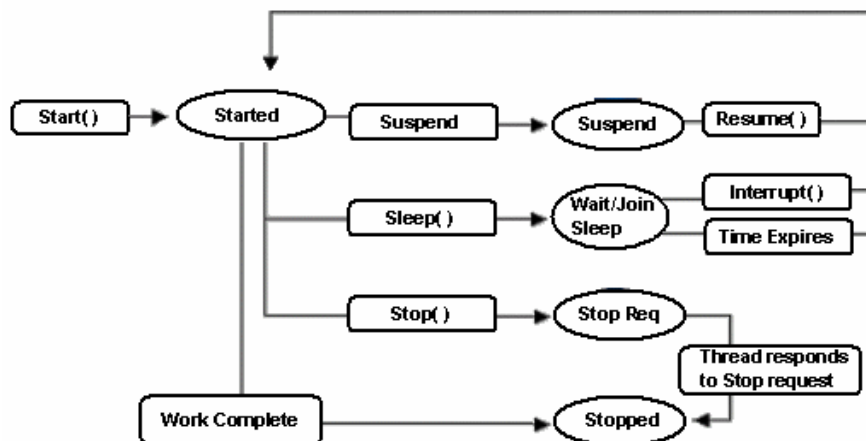 Start( )
Started
Suspend
Suspend
Resume( )
Sleep( )
Wait/Join
Sleep
Interrupt( )
Time Expires
Stop( )
Stop Req
Thread responds
to Stop request
Work Complete
Stopped